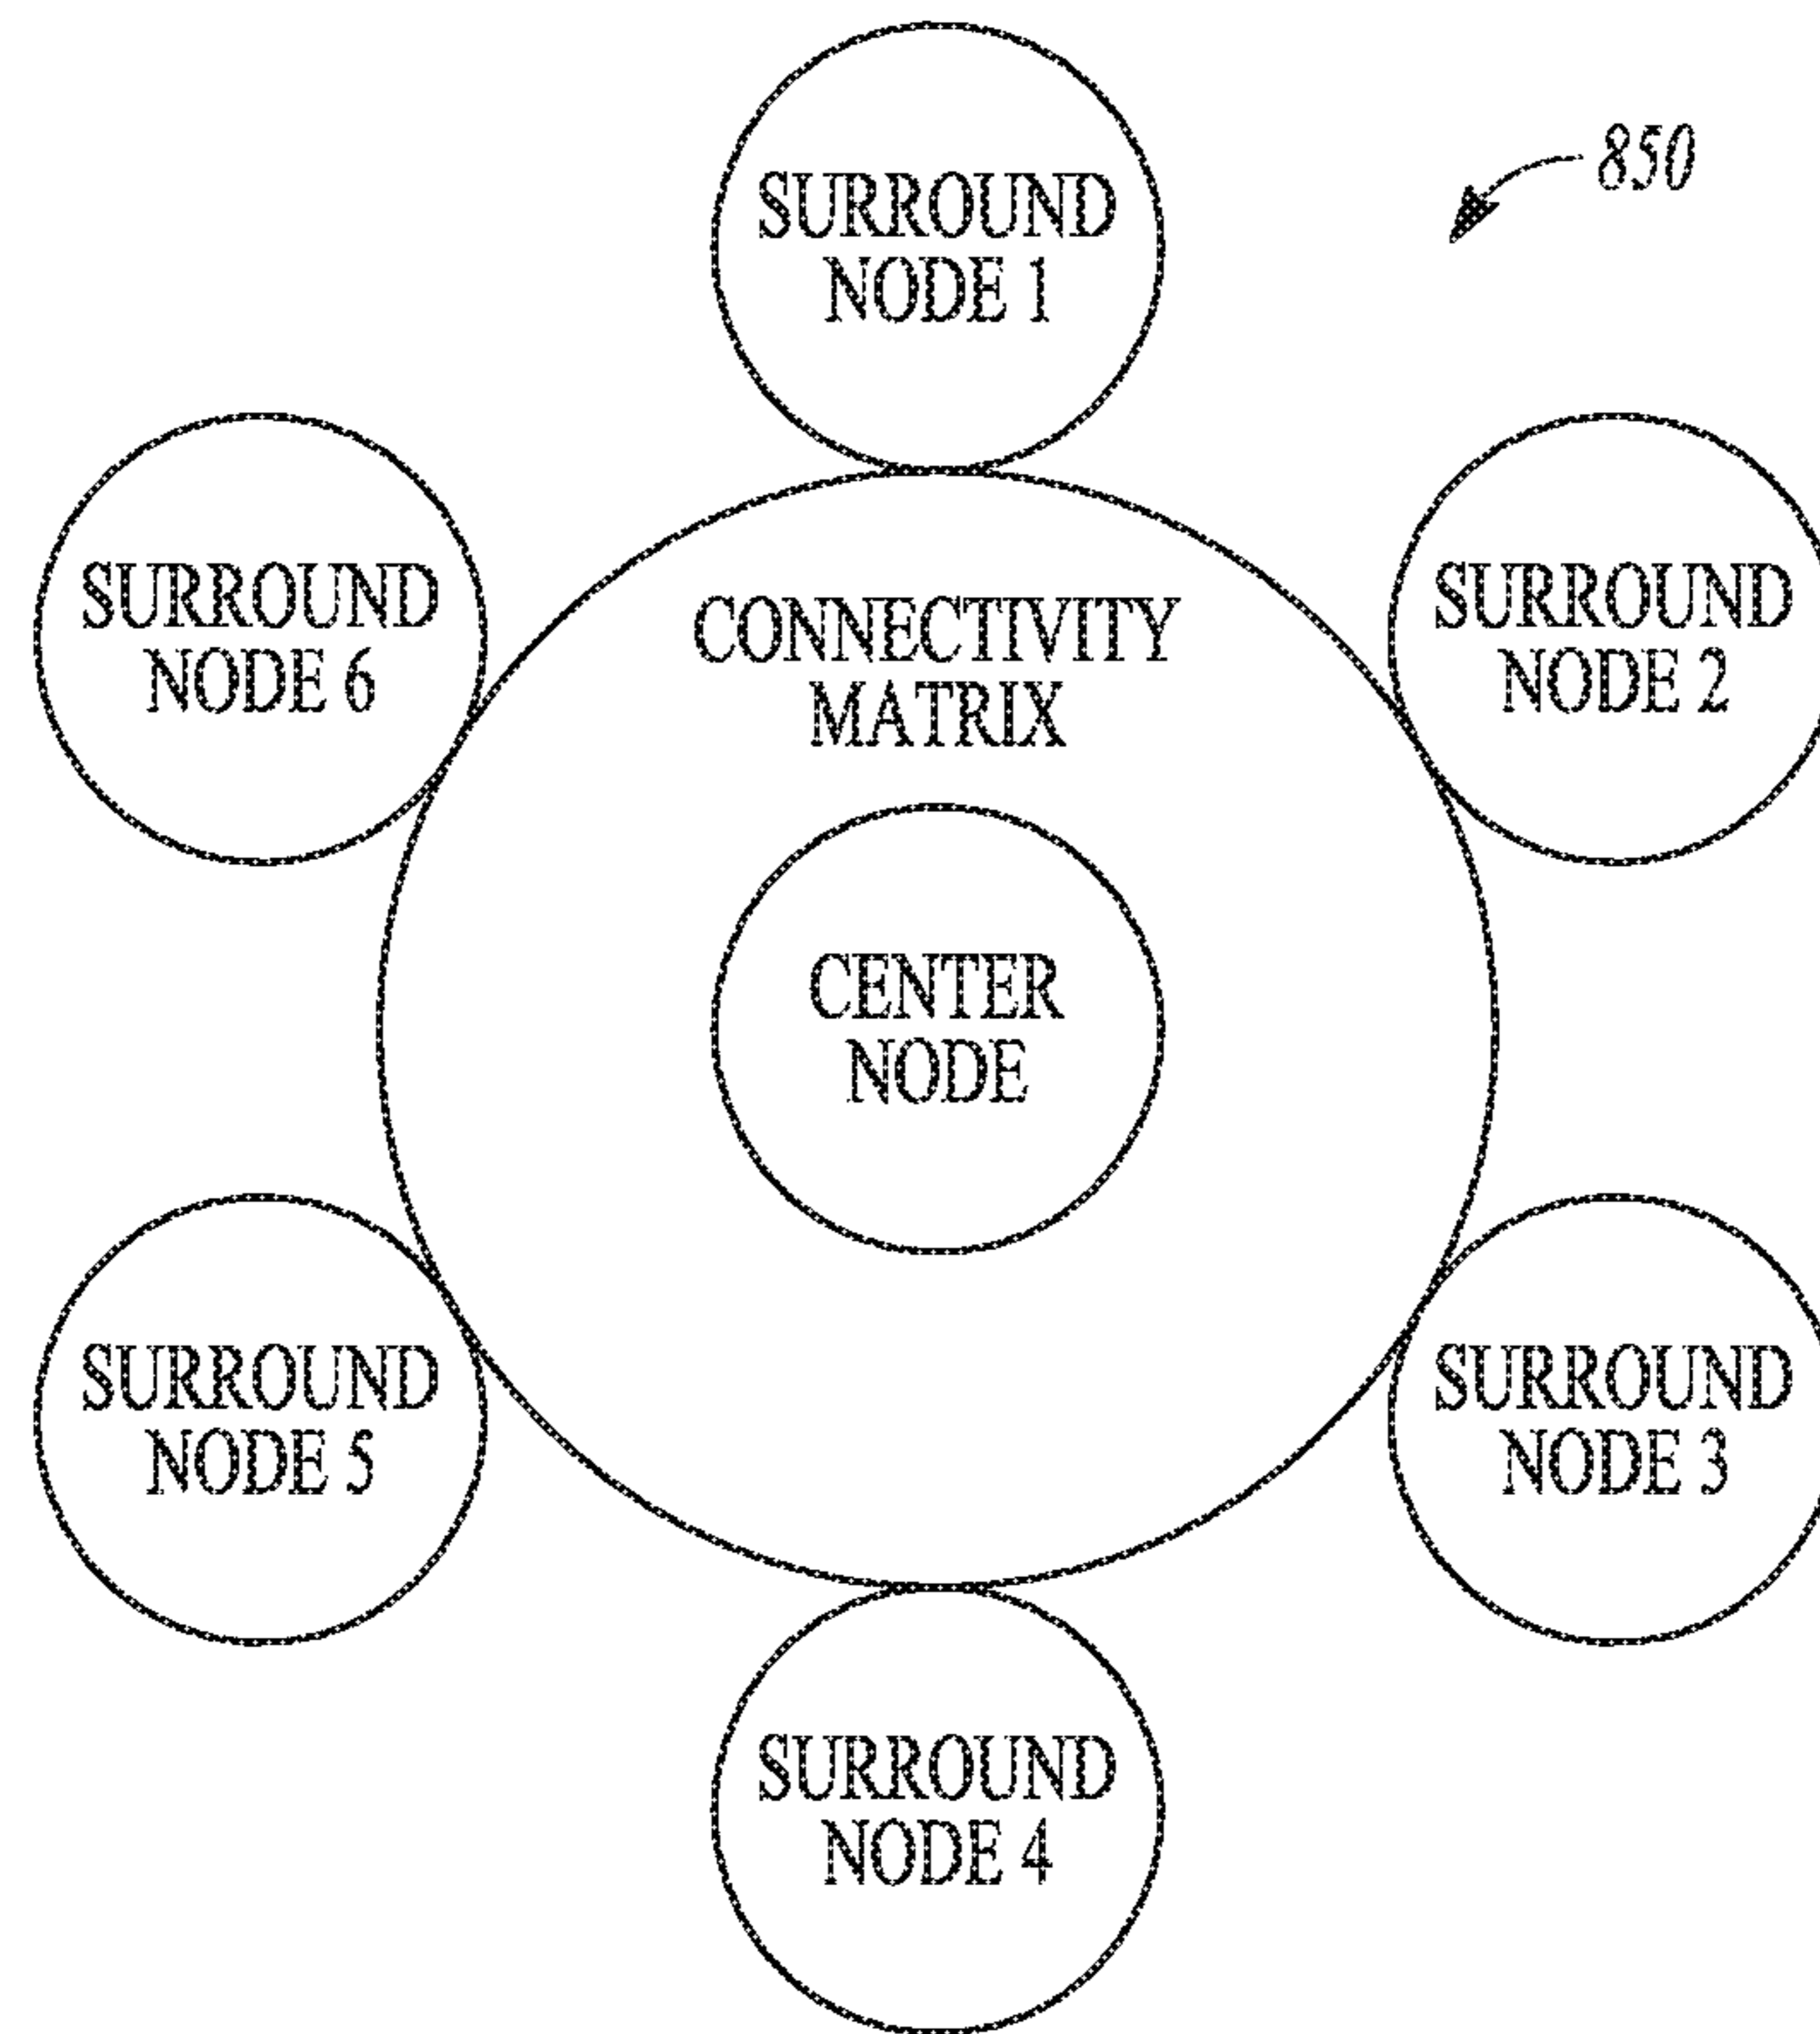 850
SURROUND
NODE 1
SURROUND
NODE 6
SURROUND
NODE 2
CONNECTIVITY
MATRIX
CENTER
NODE
SURROUND
NODE 5
SURROUND
NODE 3
SURROUND
NODE 4